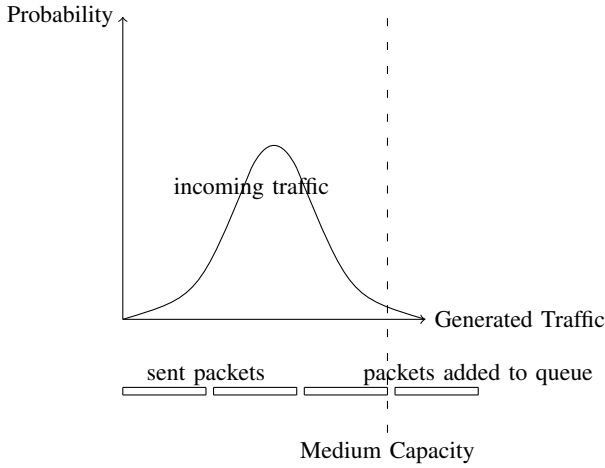 Probability
incoming traffic
Generated Traffic
sent packets
packets added to queue
Medium Capacity